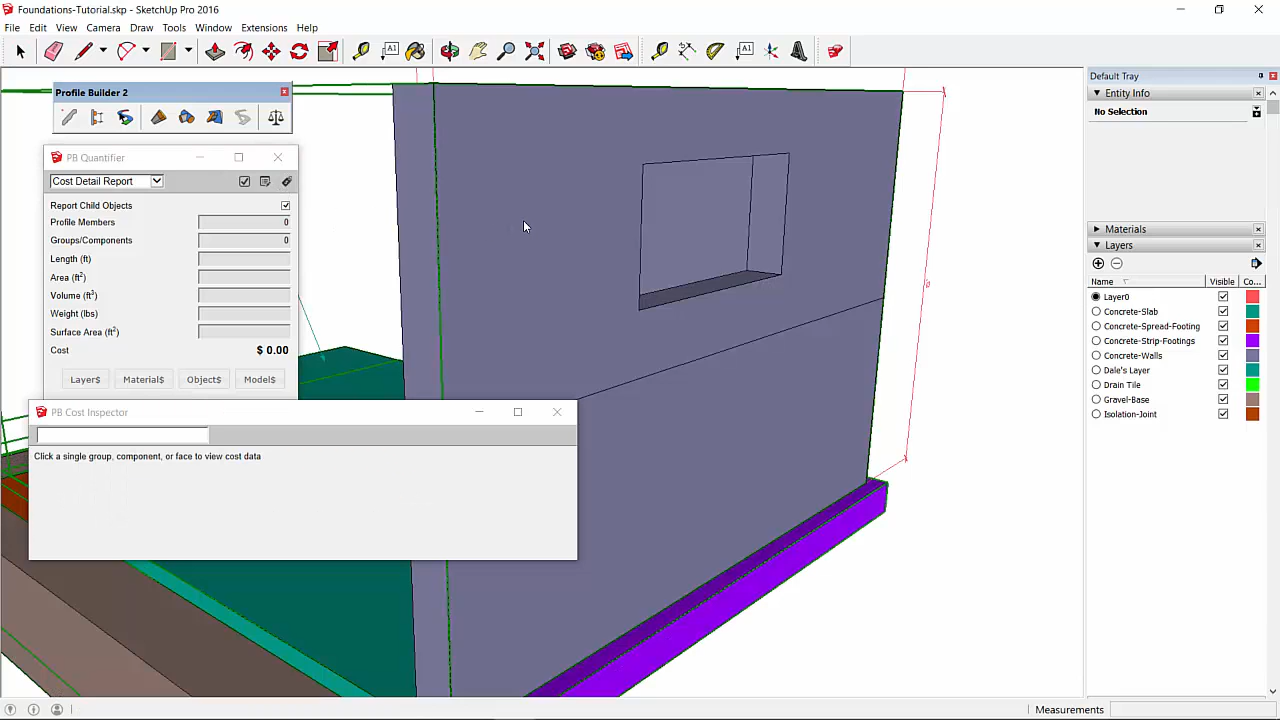 Foundations-Tutorial.skp - SketchUp Pro 2016
File Edit View Camera Draw Tools Window Extensions Help
Profile Builder 2
PB Quantifier
Cost Detail Report
Report Child Objects
Profile Members 0
Groups/Components 0
Length (ft)
Area (ft²)
Volume (ft³)
Weight (lbs)
Surface Area (ft²)
Cost $ 0.00
Layer$ Material$ Object$ Model$
PB Cost Inspector
Click a single group, component, or face to view cost data
Default Tray
Entity Info
No Selection
Materials
Layers
Name Visible Co...
Layer0
Concrete-Slab
Concrete-Spread-Footing
Concrete-Strip-Footings
Concrete-Walls
Dale's Layer
Drain Tile
Gravel-Base
Isolation-Joint
Measurements